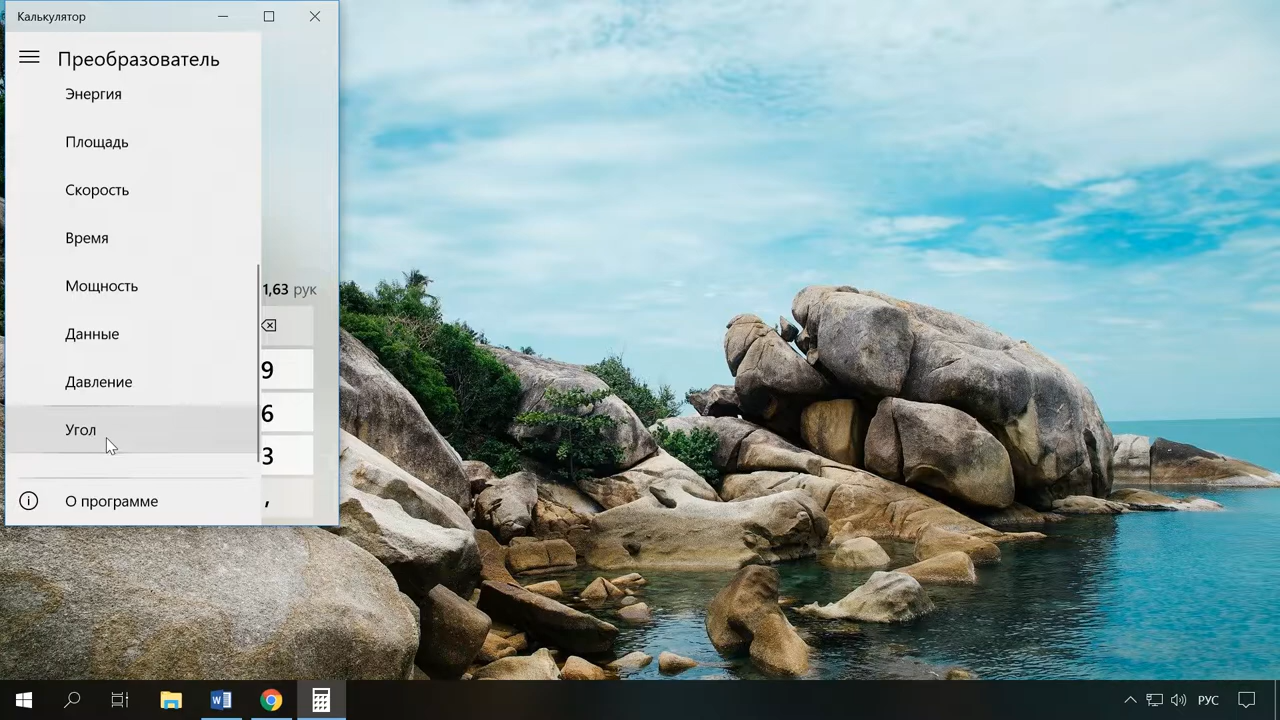 Калькулятор
Преобразователь
Энергия
Площадь
Скорость
Время
Мощность
Данные
Давление
Угол
О программе
1,63 рук
9
6
3
,
РУС